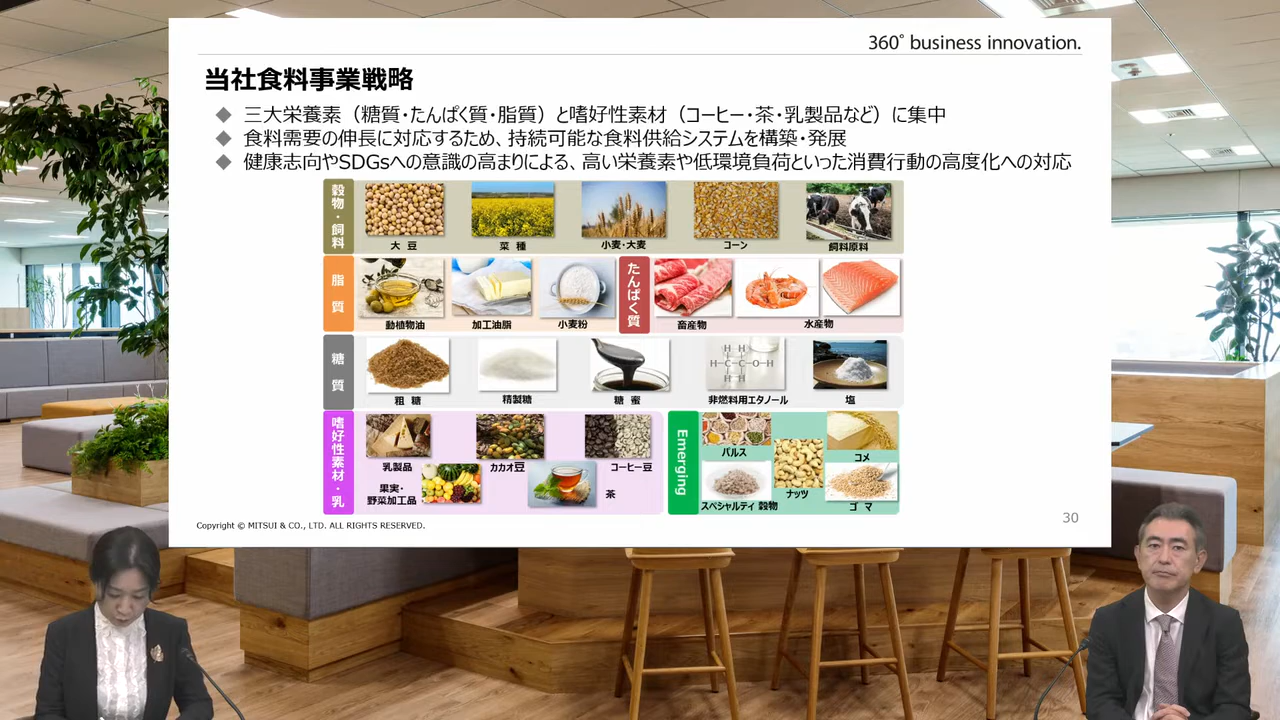 360° business innovation.
当社食料事業戦略
◆ 三大栄養素（糖質・たんぱく質・脂質）と嗜好性素材（コーヒー・茶・乳製品など）に集中
◆ 食料需要の伸長に対応するため、持続可能な食料供給システムを構築・発展
◆ 健康志向やSDGsへの意識の高まりによる、高い栄養素や低環境負荷といった消費行動の高度化への対応
穀物・飼料
大 豆
菜 種
小麦・大麦
コーン
飼料原料
脂質
動植物油
加工油脂
小麦粉
たんぱく質
畜産物
水産物
糖質
粗 糖
精製糖
糖 蜜
H H
H-C-C-O-H
H H
非燃料用エタノール
塩
嗜好性素材・乳
乳製品
カカオ豆
コーヒー豆
果実・
野菜加工品
茶
Emerging
パルス
コメ
ナッツ
スペシャルティ 穀物
ゴ マ
Copyright © MITSUI & CO., LTD. ALL RIGHTS RESERVED.
30